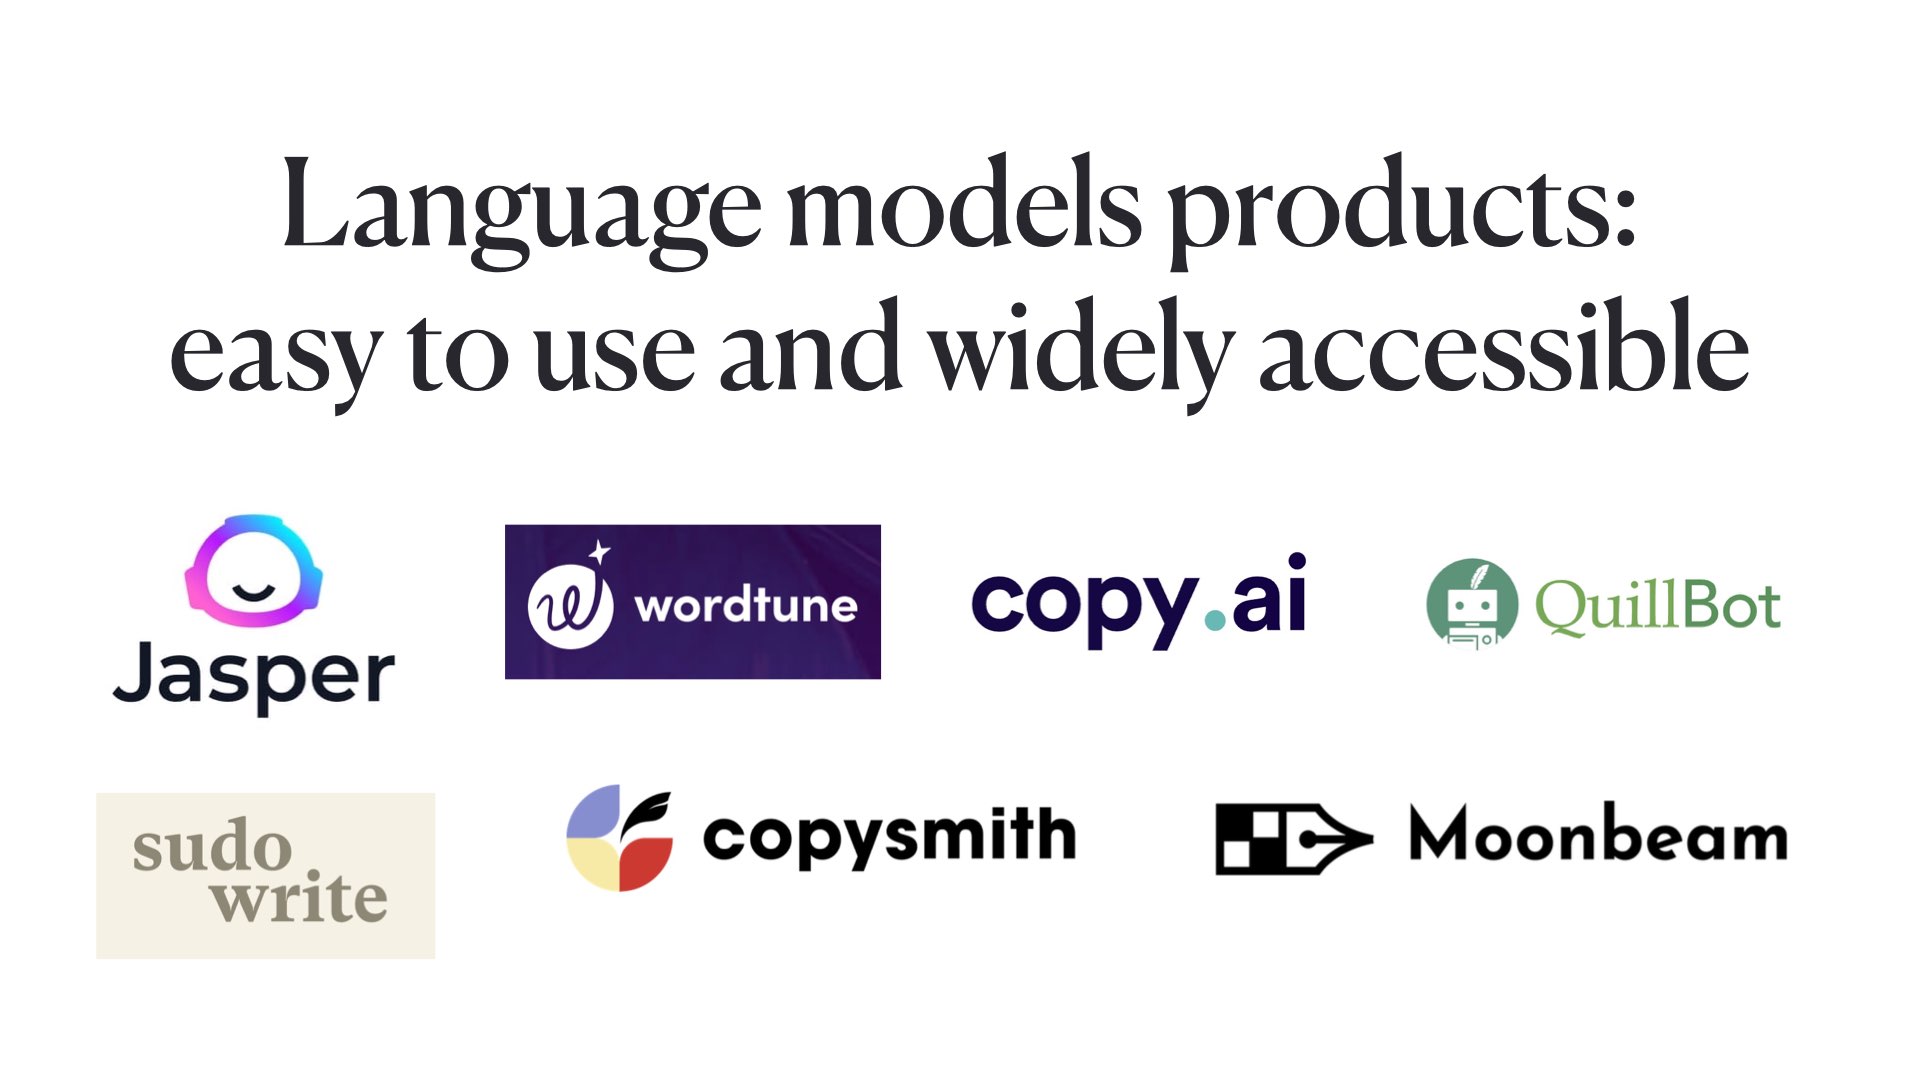 Language models products:
easy to use and widely accessible
Jasper
wordtune
copy.ai
QuillBot
sudo
write
copysmith
Moonbeam